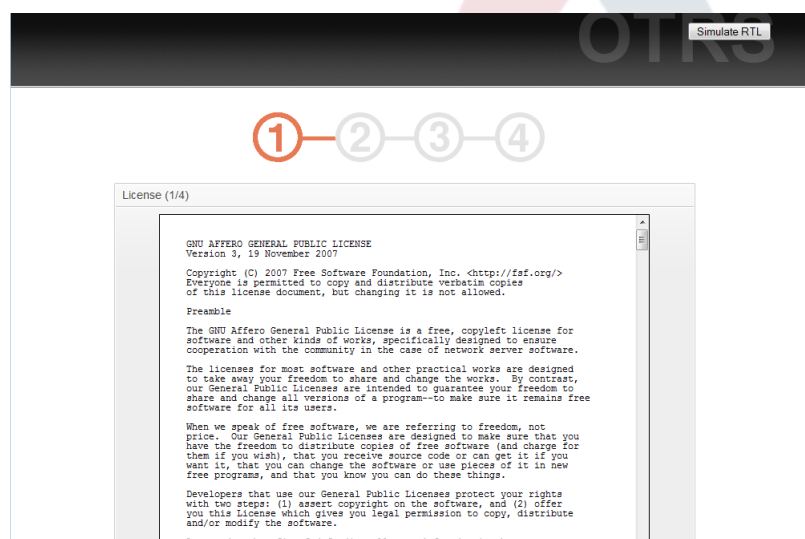 OTRS
Simulate RTL
1 2 3 4
License (1/4)
GNU AFFERO GENERAL PUBLIC LICENSE
Version 3, 19 November 2007
Copyright (C) 2007 Free Software Foundation, Inc. <http://fsf.org/>
Everyone is permitted to copy and distribute verbatim copies
of this license document, but changing it is not allowed.
Preamble
The GNU Affero General Public License is a free, copyleft license for
software and other kinds of works, specifically designed to ensure
cooperation with the community in the case of network server software.
The licenses for most software and other practical works are designed
to take away your freedom to share and change the works.  By contrast,
our General Public Licenses are intended to guarantee your freedom to
share and change all versions of a program--to make sure it remains free
software for all its users.
When we speak of free software, we are referring to freedom, not
price.  Our General Public Licenses are designed to make sure that you
have the freedom to distribute copies of free software (and charge for
them if you wish), that you receive source code or can get it if you
want it, that you can change the software or use pieces of it in new
free programs, and that you know you can do these things.
Developers that use our General Public Licenses protect your rights
with two steps: (1) assert copyright on the software, and (2) offer
you this License which gives you legal permission to copy, distribute
and/or modify the software.